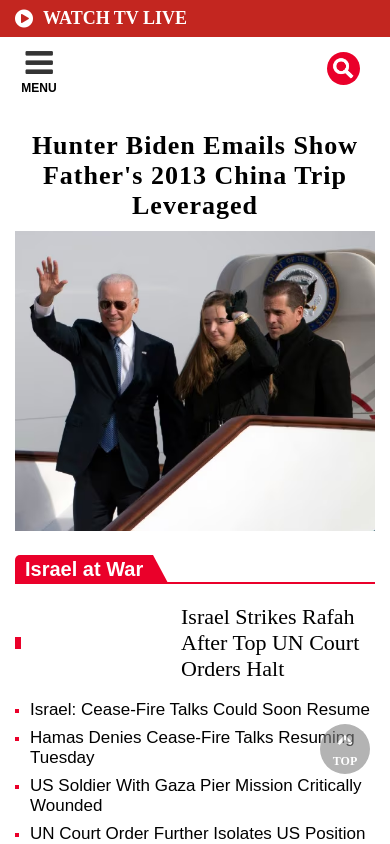 WATCH TV LIVE
MENU
Hunter Biden Emails Show
Father's 2013 China Trip
Leveraged
Israel at War
Israel Strikes Rafah
After Top UN Court
Orders Halt
Israel: Cease-Fire Talks Could Soon Resume
Hamas Denies Cease-Fire Talks Resuming
Tuesday
TOP
US Soldier With Gaza Pier Mission Critically
Wounded
UN Court Order Further Isolates US Position